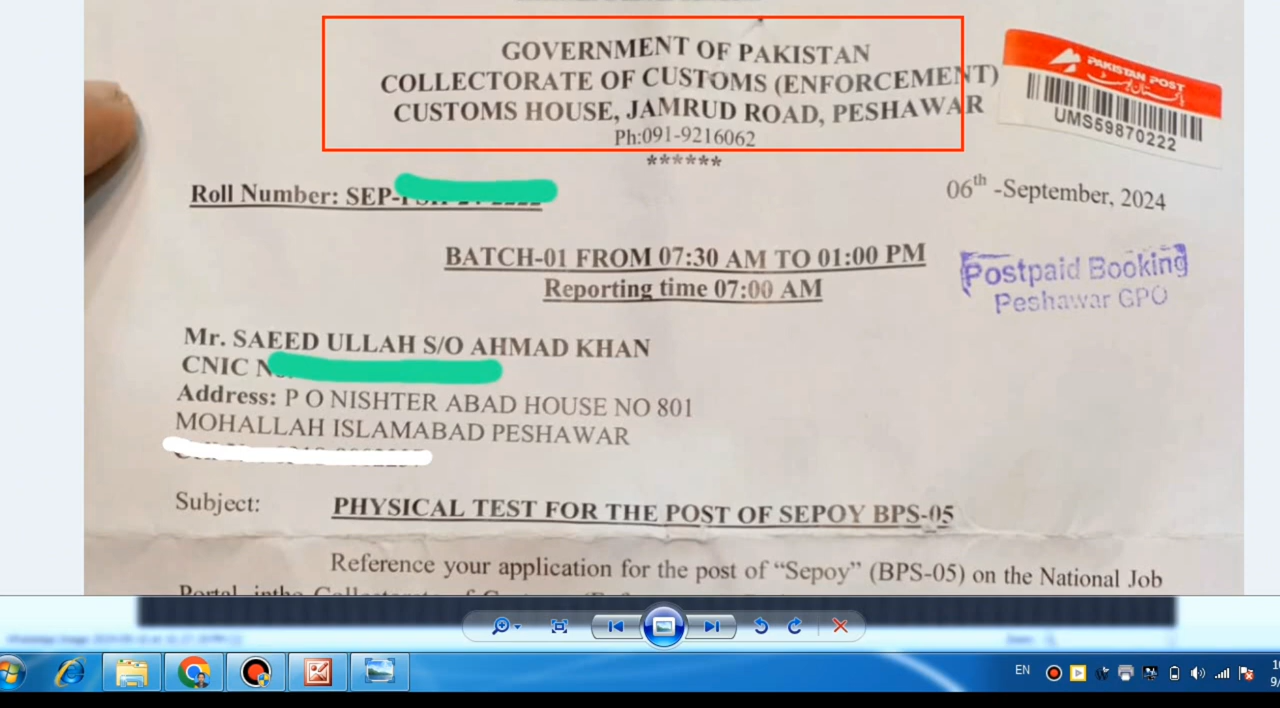 GOVERNMENT OF PAKISTAN
COLLECTORATE OF CUSTOMS (ENFORCEMENT)
CUSTOMS HOUSE, JAMRUD ROAD, PESHAWAR
Ph:091-9216062
******
PAKISTAN POST
پاکستان پوسٹ
UMS59870222
Roll Number: SEP-
06th -September, 2024
BATCH-01 FROM 07:30 AM TO 01:00 PM
Reporting time 07:00 AM
Postpaid Booking
Peshawar GPO
Mr. SAEED ULLAH S/O AHMAD KHAN
CNIC
Address: P O NISHTER ABAD HOUSE NO 801
MOHALLAH ISLAMABAD PESHAWAR
Subject: PHYSICAL TEST FOR THE POST OF SEPOY BPS-05
Reference your application for the post of “Sepoy” (BPS-05) on the National Job
EN